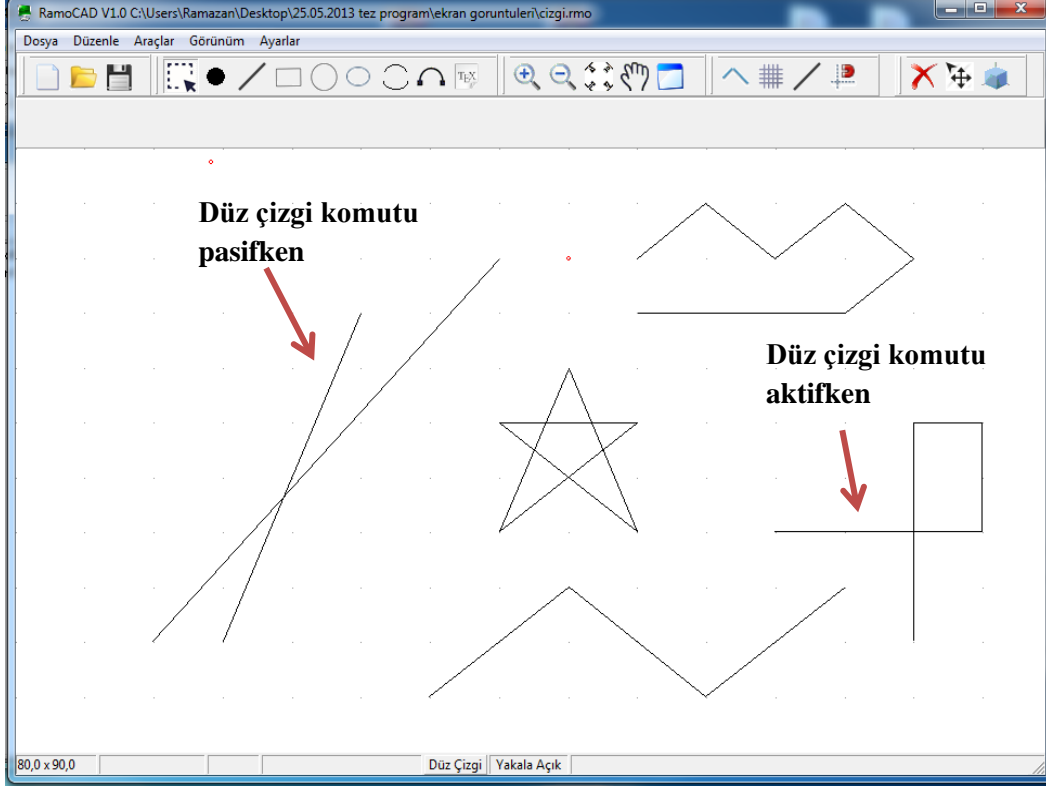 RamoCAD V1.0 C:\Users\Ramazan\Desktop\25.05.2013 tez program\ekran goruntuleri\cizgi.rmo
Dosya Düzenle Araçlar Görünüm Ayarlar
TEX
Düz çizgi komutu
pasifken
Düz çizgi komutu
aktifken
80,0 x 90,0 Düz Çizgi Yakala Açık